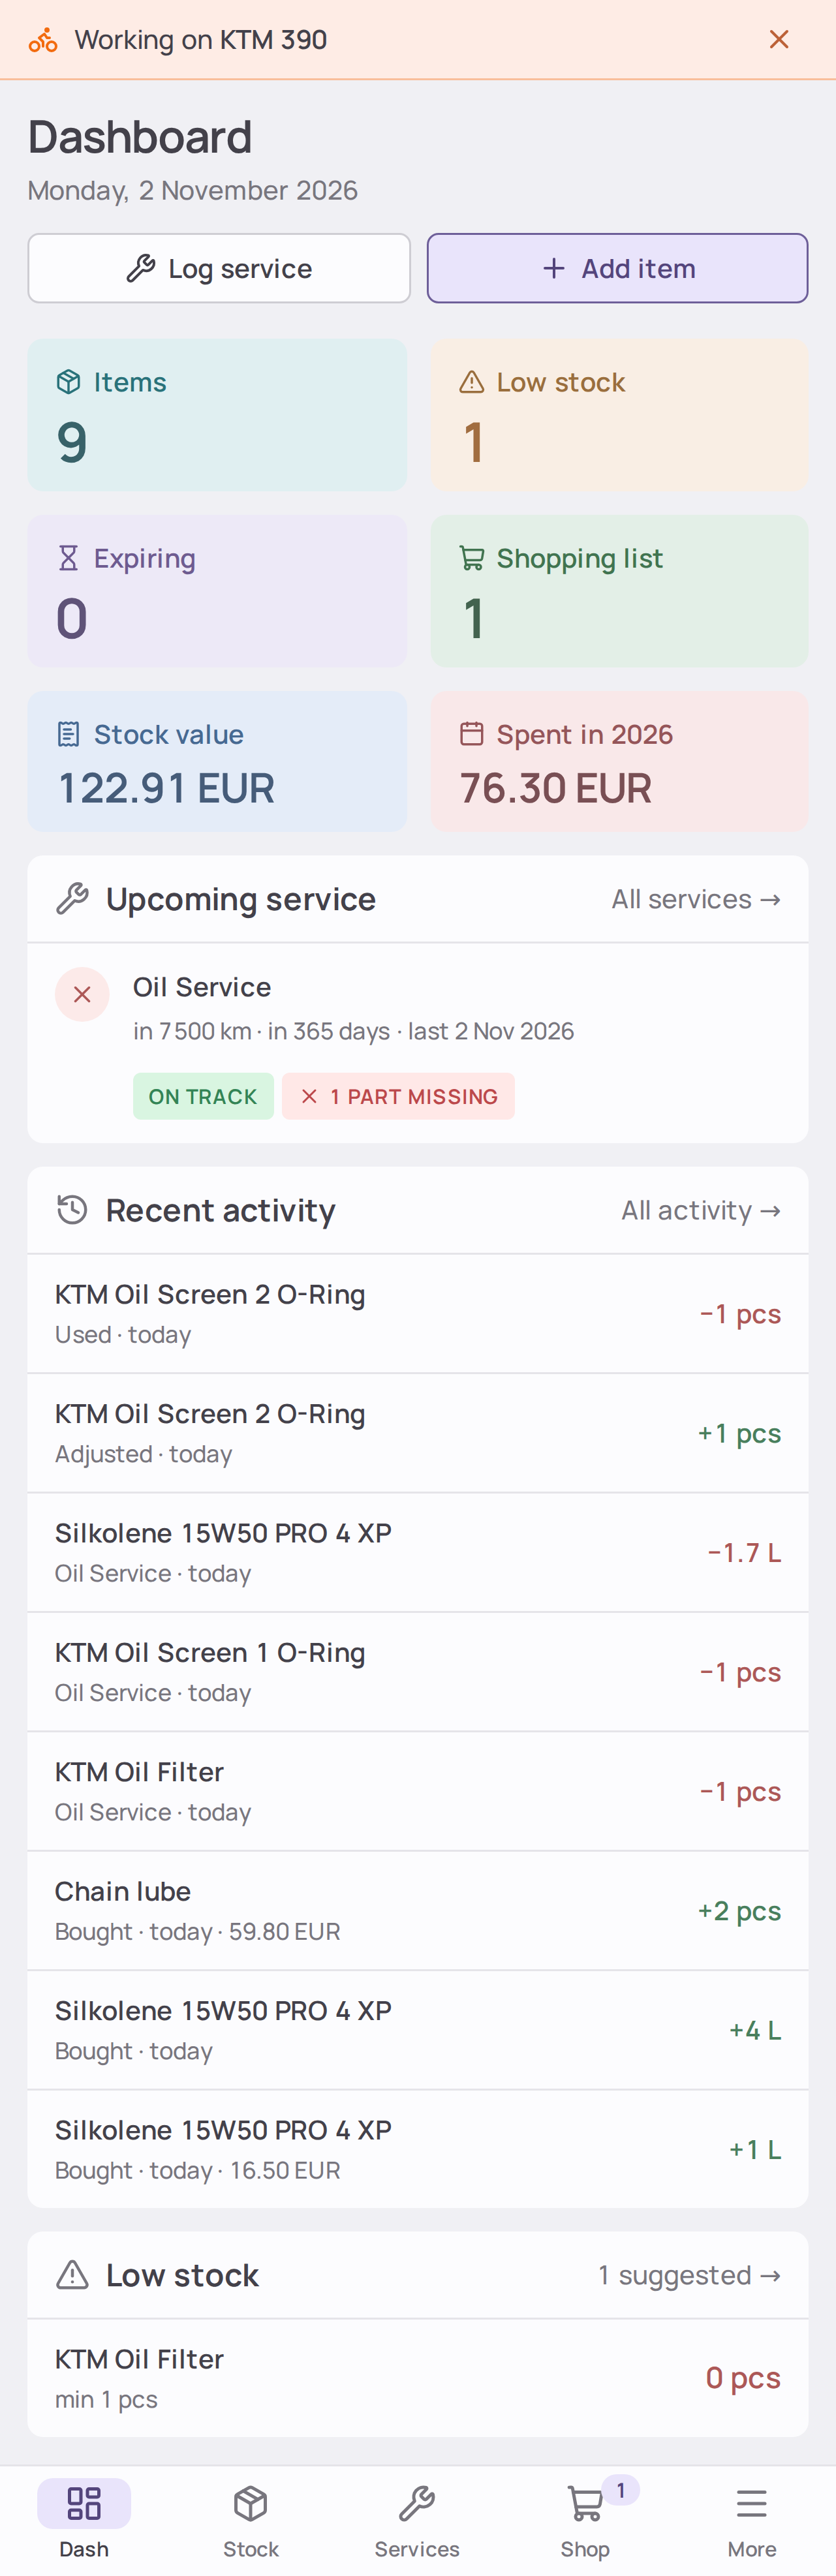 Working on KTM 390
Dashboard
Monday, 2 November 2026
Log service
Add item
Items
9
Low stock
1
Expiring
0
Shopping list
1
Stock value
122.91 EUR
Spent in 2026
76.30 EUR
Upcoming service
All services →
Oil Service
in 7 500 km · in 365 days · last 2 Nov 2026
ON TRACK
1 PART MISSING
Recent activity
All activity →
KTM Oil Screen 2 O-Ring
Used · today
−1 pcs
KTM Oil Screen 2 O-Ring
Adjusted · today
+1 pcs
Silkolene 15W50 PRO 4 XP
Oil Service · today
−1.7 L
KTM Oil Screen 1 O-Ring
Oil Service · today
−1 pcs
KTM Oil Filter
Oil Service · today
−1 pcs
Chain lube
Bought · today · 59.80 EUR
+2 pcs
Silkolene 15W50 PRO 4 XP
Bought · today
+4 L
Silkolene 15W50 PRO 4 XP
Bought · today · 16.50 EUR
+1 L
Low stock
1 suggested →
KTM Oil Filter
min 1 pcs
0 pcs
1
Dash
Stock
Services
Shop
More